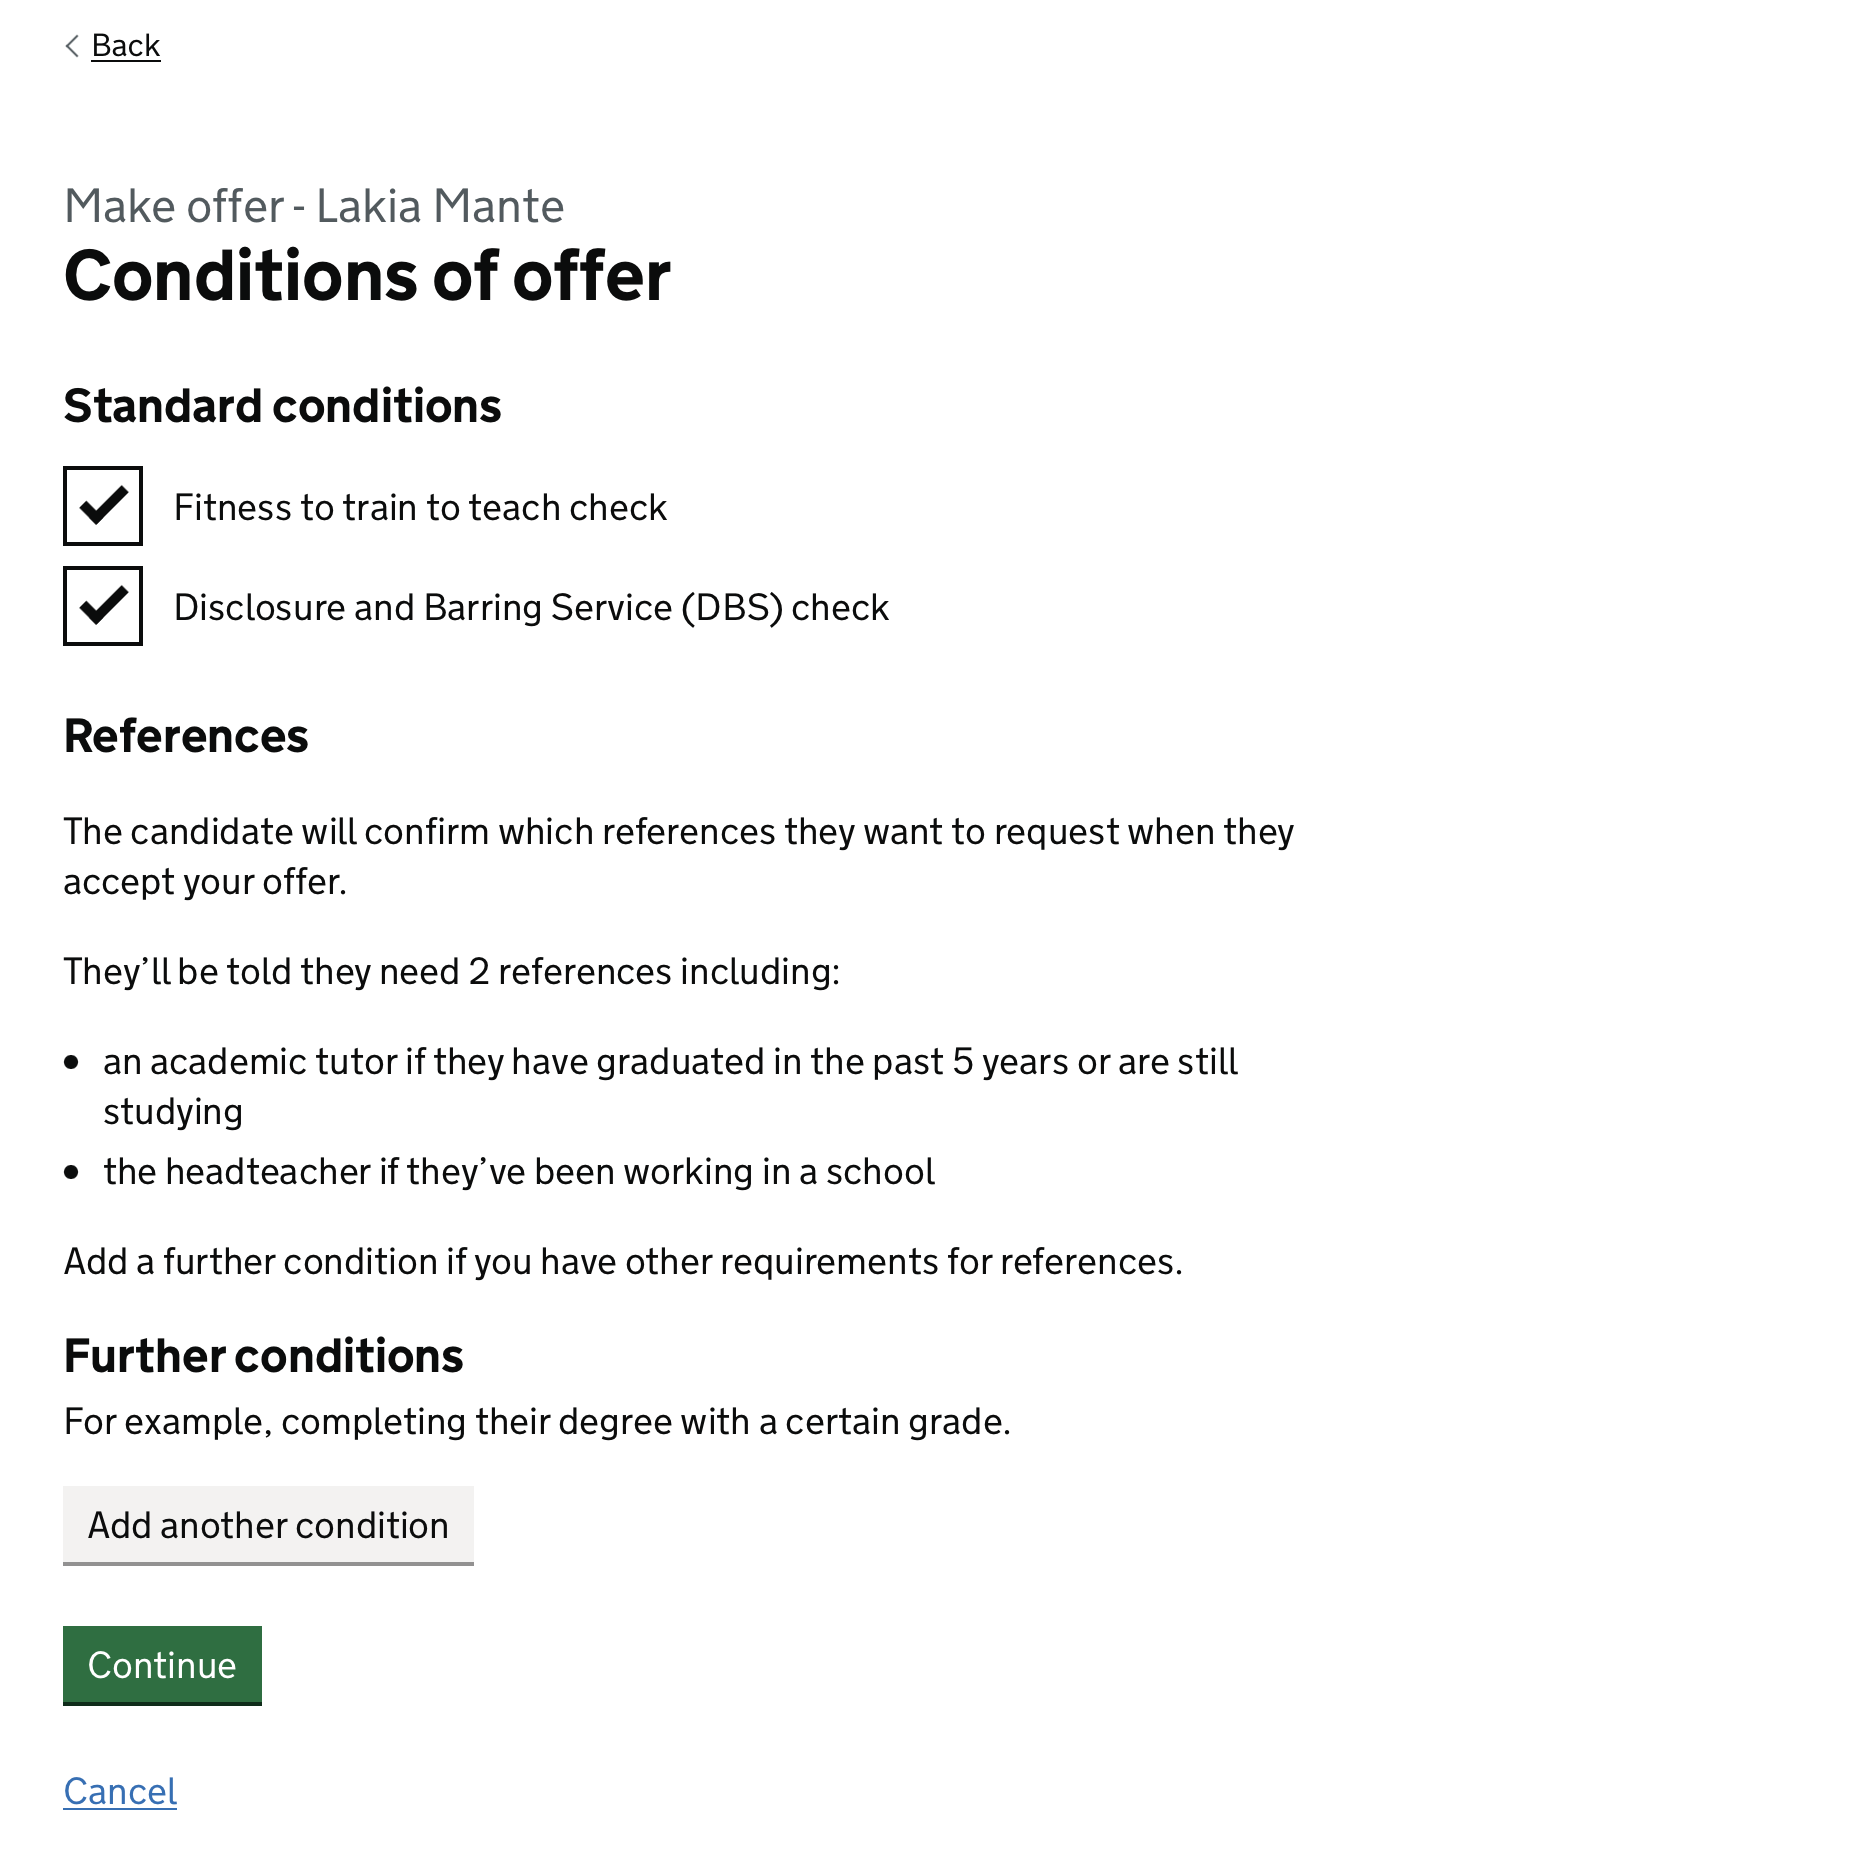 Back
Make offer - Lakia Mante
Conditions of offer
Standard conditions
Fitness to train to teach check
Disclosure and Barring Service (DBS) check
References
The candidate will confirm which references they want to request when they
accept your offer.
They’ll be told they need 2 references including:
an academic tutor if they have graduated in the past 5 years or are still
studying
the headteacher if they’ve been working in a school
Add a further condition if you have other requirements for references.
Further conditions
For example, completing their degree with a certain grade.
Add another condition
Continue
Cancel